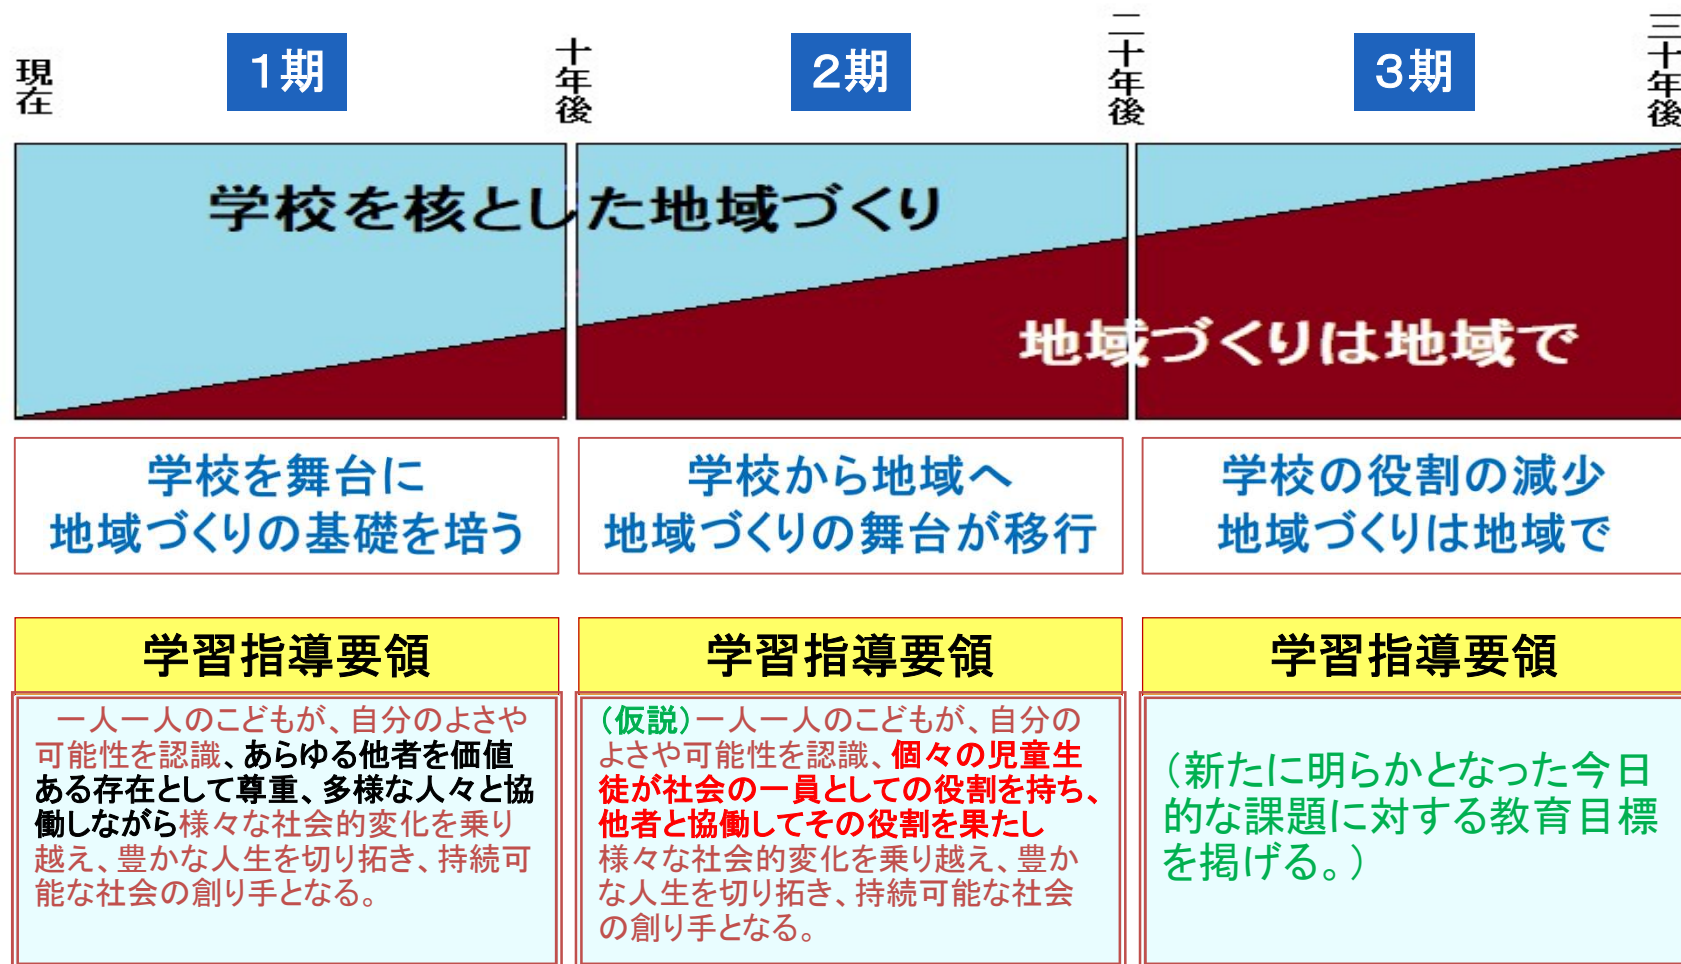 現在
1期
十年後
2期
二十年後
3期
三十年後
学校を核とした地域づくり
地域づくりは地域で
学校を舞台に
地域づくりの基礎を培う
学校から地域へ
地域づくりの舞台が移行
学校の役割の減少
地域づくりは地域で
学習指導要領
一人一人のこどもが、自分のよさや
可能性を認識、あらゆる他者を価値
ある存在として尊重、多様な人々と協
働しながら様々な社会的変化を乗り
越え、豊かな人生を切り拓き、持続可
能な社会の創り手となる。
学習指導要領
(仮説)一人一人のこどもが、自分の
よさや可能性を認識、個々の児童生
徒が社会の一員としての役割を持ち、
他者と協働してその役割を果たし
様々な社会的変化を乗り越え、豊か
な人生を切り拓き、持続可能な社会
の創り手となる。
学習指導要領
(新たに明らかとなった今日
的な課題に対する教育目標
を掲げる。)